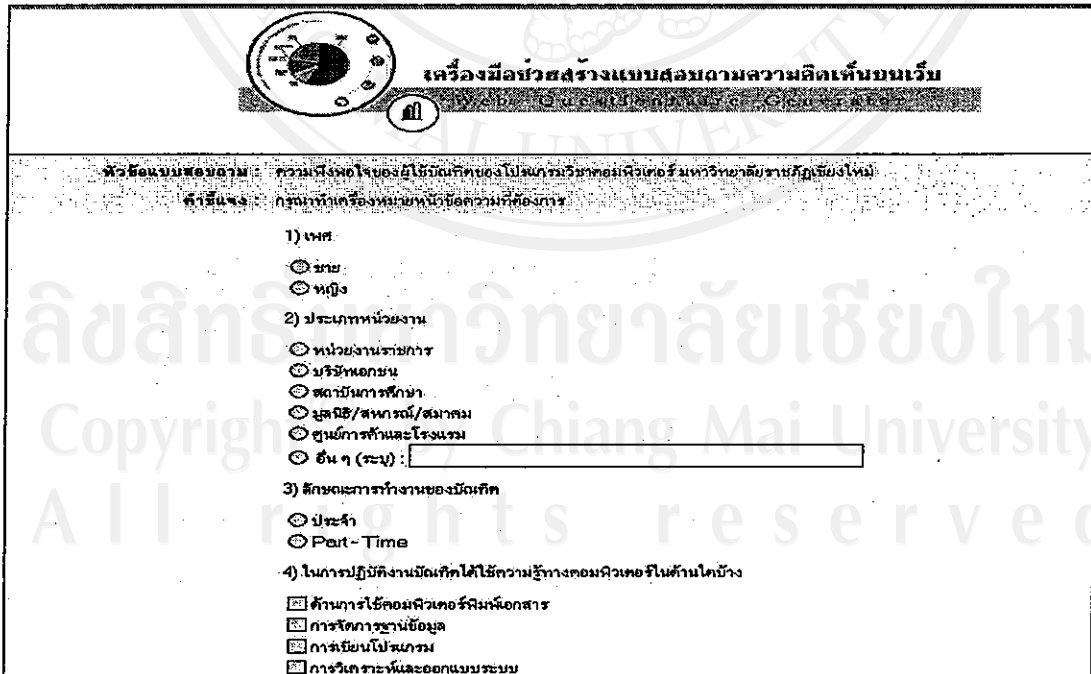 เครื่องมือช่วยสร้างแบบสอบถามความคิดเห็นบนเว็บ
Web Questionnaire Generator
หัวข้อแบบสอบถาม : ความพึงพอใจของผู้ใช้บัณฑิตของโปรแกรมวิชาคอมพิวเตอร์ มหาวิทยาลัยราชภัฏเชียงใหม่
คำชี้แจง : กรุณาทำเครื่องหมายหน้าข้อความที่ต้องการ
1) เพศ
ชาย
หญิง
2) ประเภทหน่วยงาน
หน่วยงานราชการ
บริษัทเอกชน
สถาบันการศึกษา
มูลนิธิ/สหกรณ์/สมาคม
ศูนย์การค้าและโรงแรม
อื่น ๆ (ระบุ) :
3) ลักษณะการทำงานของบัณฑิต
ประจำ
Part-Time
4) ในการปฏิบัติงานบัณฑิตได้ใช้ความรู้ทางคอมพิวเตอร์ในด้านใดบ้าง
ด้านการใช้คอมพิวเตอร์พิมพ์เอกสาร
การจัดการฐานข้อมูล
การเขียนโปรแกรม
การวิเคราะห์และออกแบบระบบ
ลิขสิทธิ์มหาวิทยาลัยเชียงใหม่
Copyright by Chiang Mai University
All rights reserved